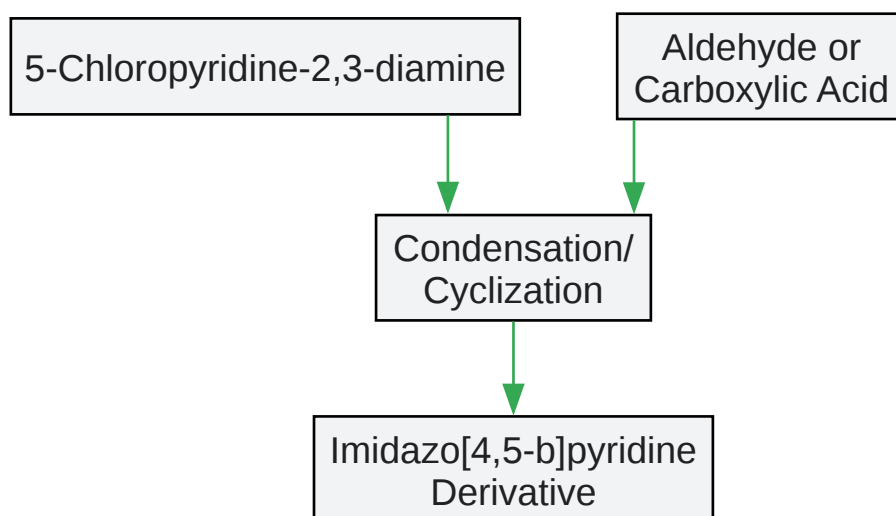 5-Chloropyridine-2,3-diamine
Aldehyde or
Carboxylic Acid
Condensation/
Cyclization
Imidazo[4,5-b]pyridine
Derivative